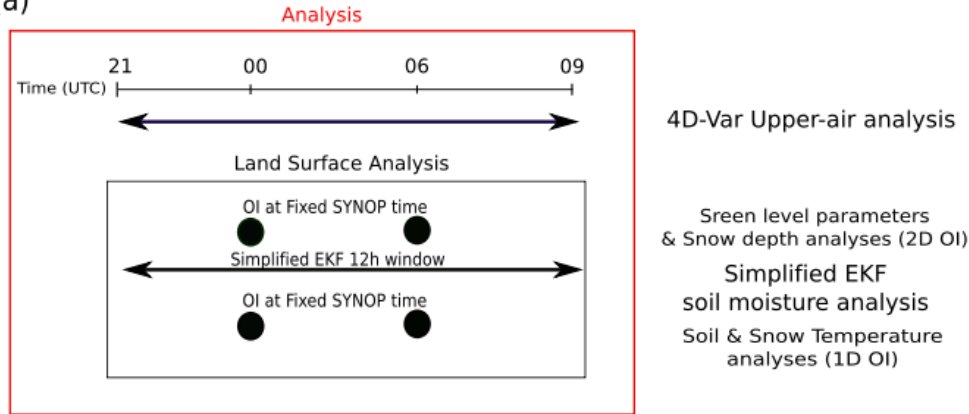 a)
Analysis
21 00 06 09
Time (UTC)
4D-Var Upper-air analysis
Land Surface Analysis
OI at Fixed SYNOP time
Sreen level parameters
& Snow depth analyses (2D OI)
Simplified EKF 12h window
Simplified EKF
soil moisture analysis
OI at Fixed SYNOP time
Soil & Snow Temperature
analyses (1D OI)